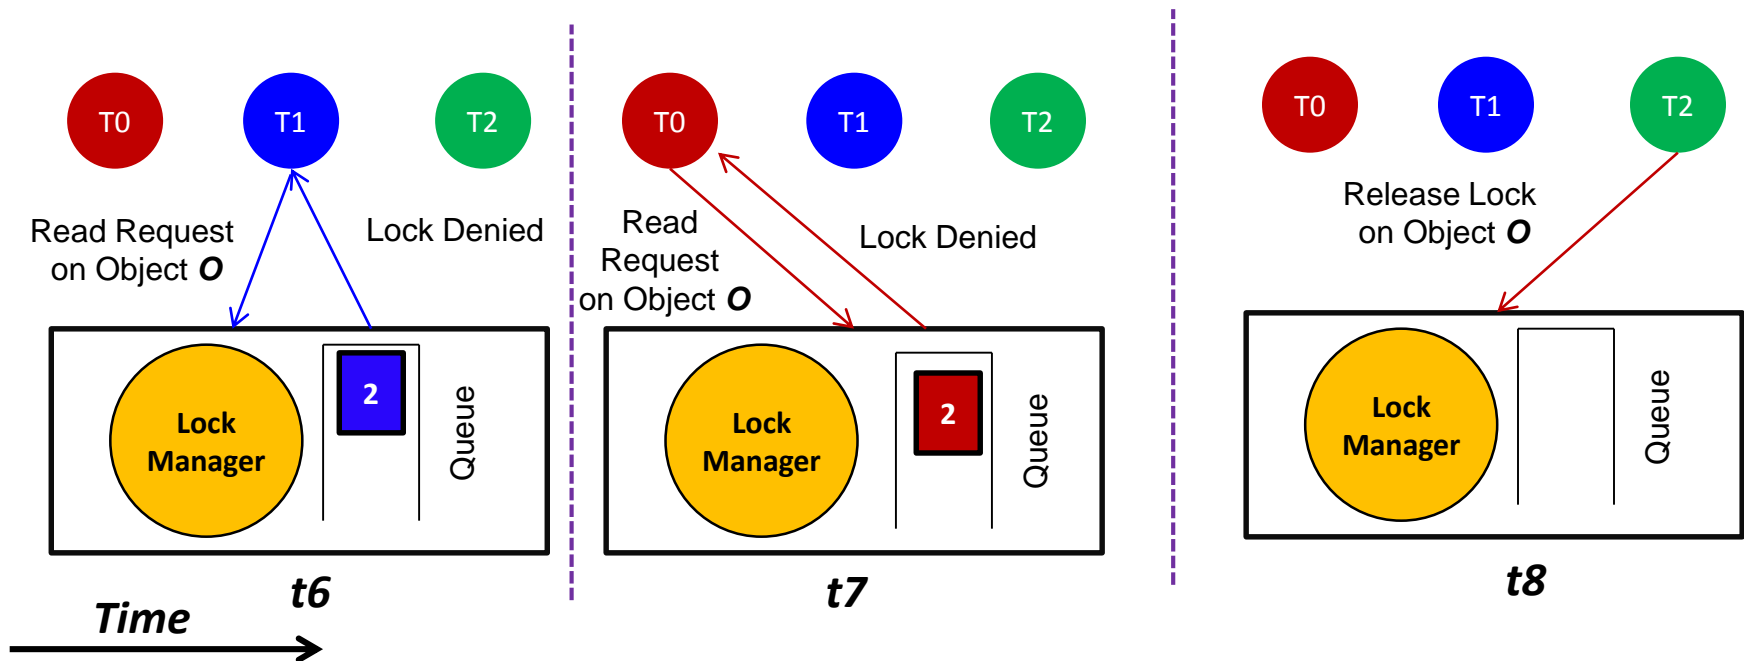 T0
T1
T2
Read Request
on Object O
Lock Denied
Lock
Manager
2
Queue
t6
Time
T0
T1
T2
Read
Request
on Object O
Lock Denied
Lock
Manager
2
Queue
t7
T0
T1
T2
Release Lock
on Object O
Lock
Manager
Queue
t8